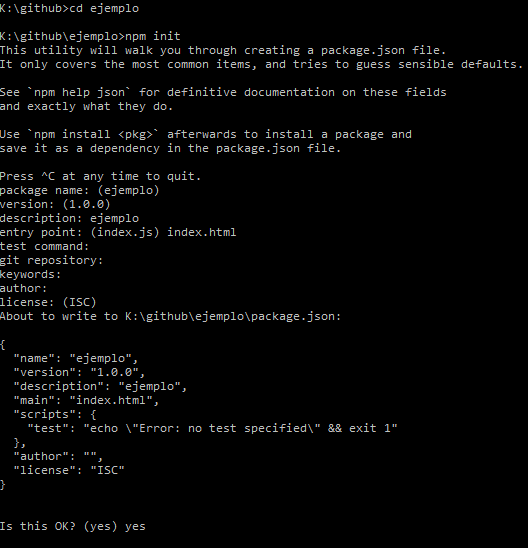 K:\github>cd ejemplo
K:\github\ejemplo>npm init
This utility will walk you through creating a package.json file.
It only covers the most common items, and tries to guess sensible defaults.
See `npm help json` for definitive documentation on these fields
and exactly what they do.
Use `npm install <pkg>` afterwards to install a package and
save it as a dependency in the package.json file.
Press ^C at any time to quit.
package name: (ejemplo)
version: (1.0.0)
description: ejemplo
entry point: (index.js) index.html
test command:
git repository:
keywords:
author:
license: (ISC)
About to write to K:\github\ejemplo\package.json:
{
  "name": "ejemplo",
  "version": "1.0.0",
  "description": "ejemplo",
  "main": "index.html",
  "scripts": {
    "test": "echo \"Error: no test specified\" && exit 1"
  },
  "author": "",
  "license": "ISC"
}
Is this OK? (yes) yes